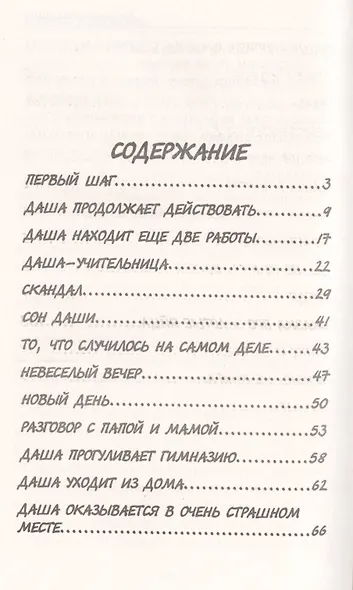 СОДЕРЖАНИЕ
ПЕРВЫЙ ШАГ........................................3
ДАША ПРОДОЛЖАЕТ ДЕЙСТВОВАТЬ..............9
ДАША НАХОДИТ ЕЩЕ ДВЕ РАБОТЫ..............17
ДАША-УЧИТЕЛЬНИЦА..............................22
СКАНДАЛ.............................................29
СОН ДАШИ...........................................41
ТО, ЧТО СЛУЧИЛОСЬ НА САМОМ ДЕЛЕ..........43
НЕВЕСЕЛЫЙ ВЕЧЕР..................................47
НОВЫЙ ДЕНЬ........................................50
РАЗГОВОР С ПАПОЙ И МАМОЙ...................53
ДАША ПРОГУЛИВАЕТ ГИМНАЗИЮ................58
ДАША УХОДИТ ИЗ ДОМА..........................62
ДАША ОКАЗЫВАЕТСЯ В ОЧЕНЬ СТРАШНОМ
МЕСТЕ................................................66